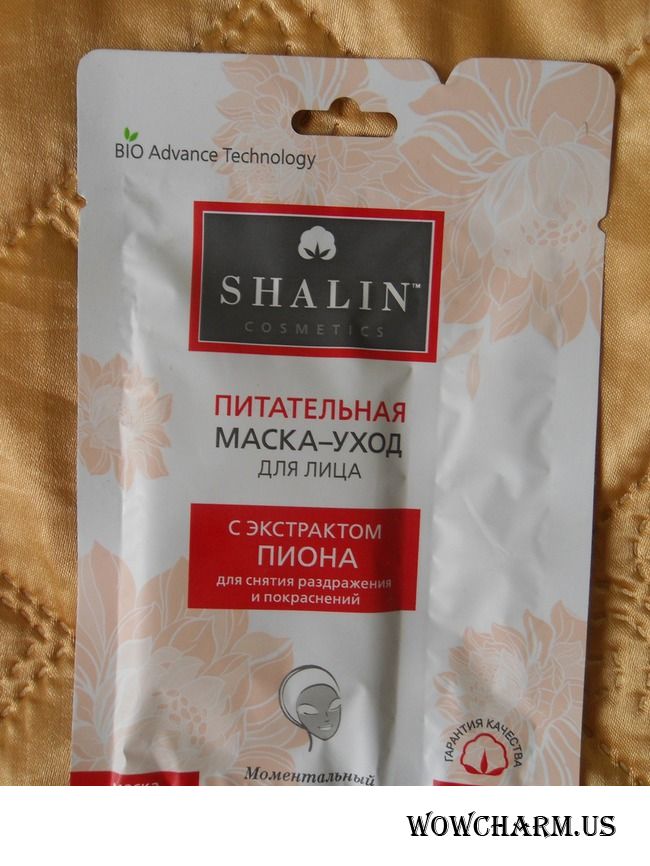 BIO Advance Technology
SHALIN™
COSMETICS
ПИТАТЕЛЬНАЯ
МАСКА–УХОД
ДЛЯ ЛИЦА
С ЭКСТРАКТОМ
ПИОНА
для снятия раздражения
и покраснений
ГАРАНТИЯ КАЧЕСТВА
Моментальный
маска
WOWCHARM.US